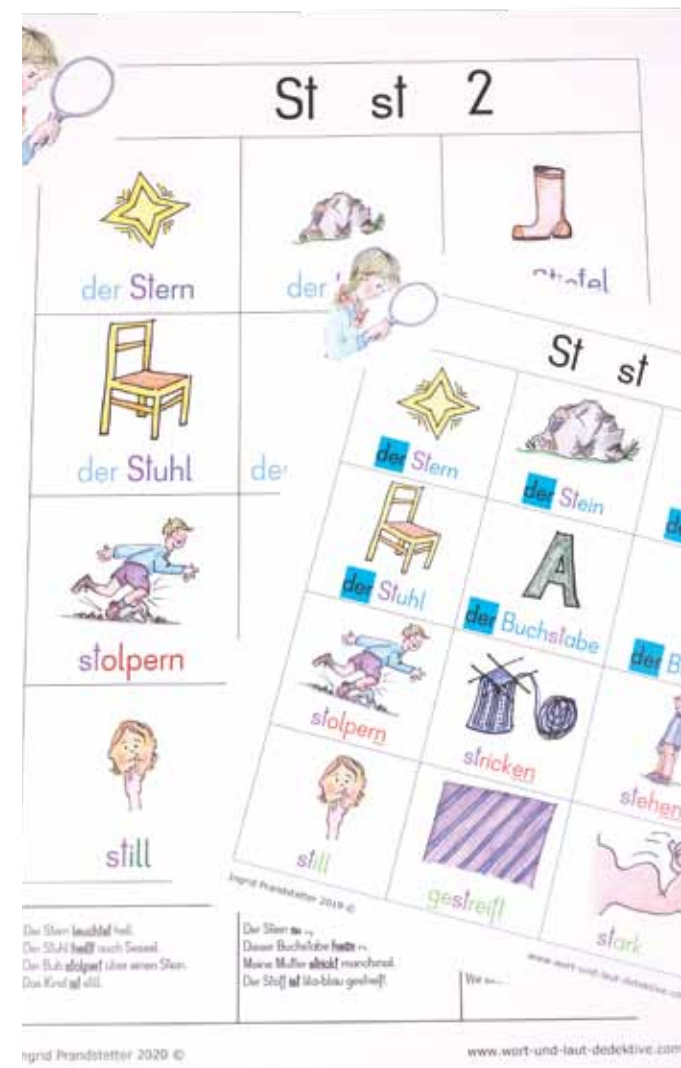 St st 2
der Stern
der
der Stuhl
stolpern
still
Der Stern leuchtet hell.
Der Stuhl heißt auch Sessel.
Der Bub stolpert über einen Stein.
Das Kind ist still.
Der Stein
Dieser Buchstabe
Meine Mutter strickt manchmal.
Der Stoff ist lila-blau gestreift.
Ingrid Prandstetter 2020 ©
www.wort-und-laut-dedektive.com
St st
der Stern
der Stein
der Stuhl
der Buchstabe
der B
stolpern
stricken
stehen
still
gestreift
stark
Ingrid Prandstetter 2019 ©